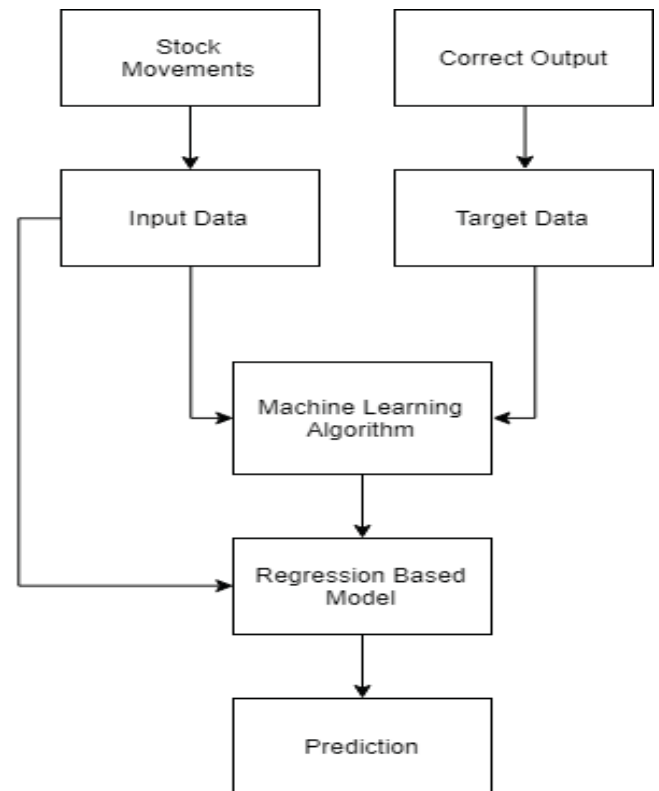 Stock
Movements
Correct Output
Input Data
Target Data
Machine Learning
Algorithm
Regression Based
Model
Prediction